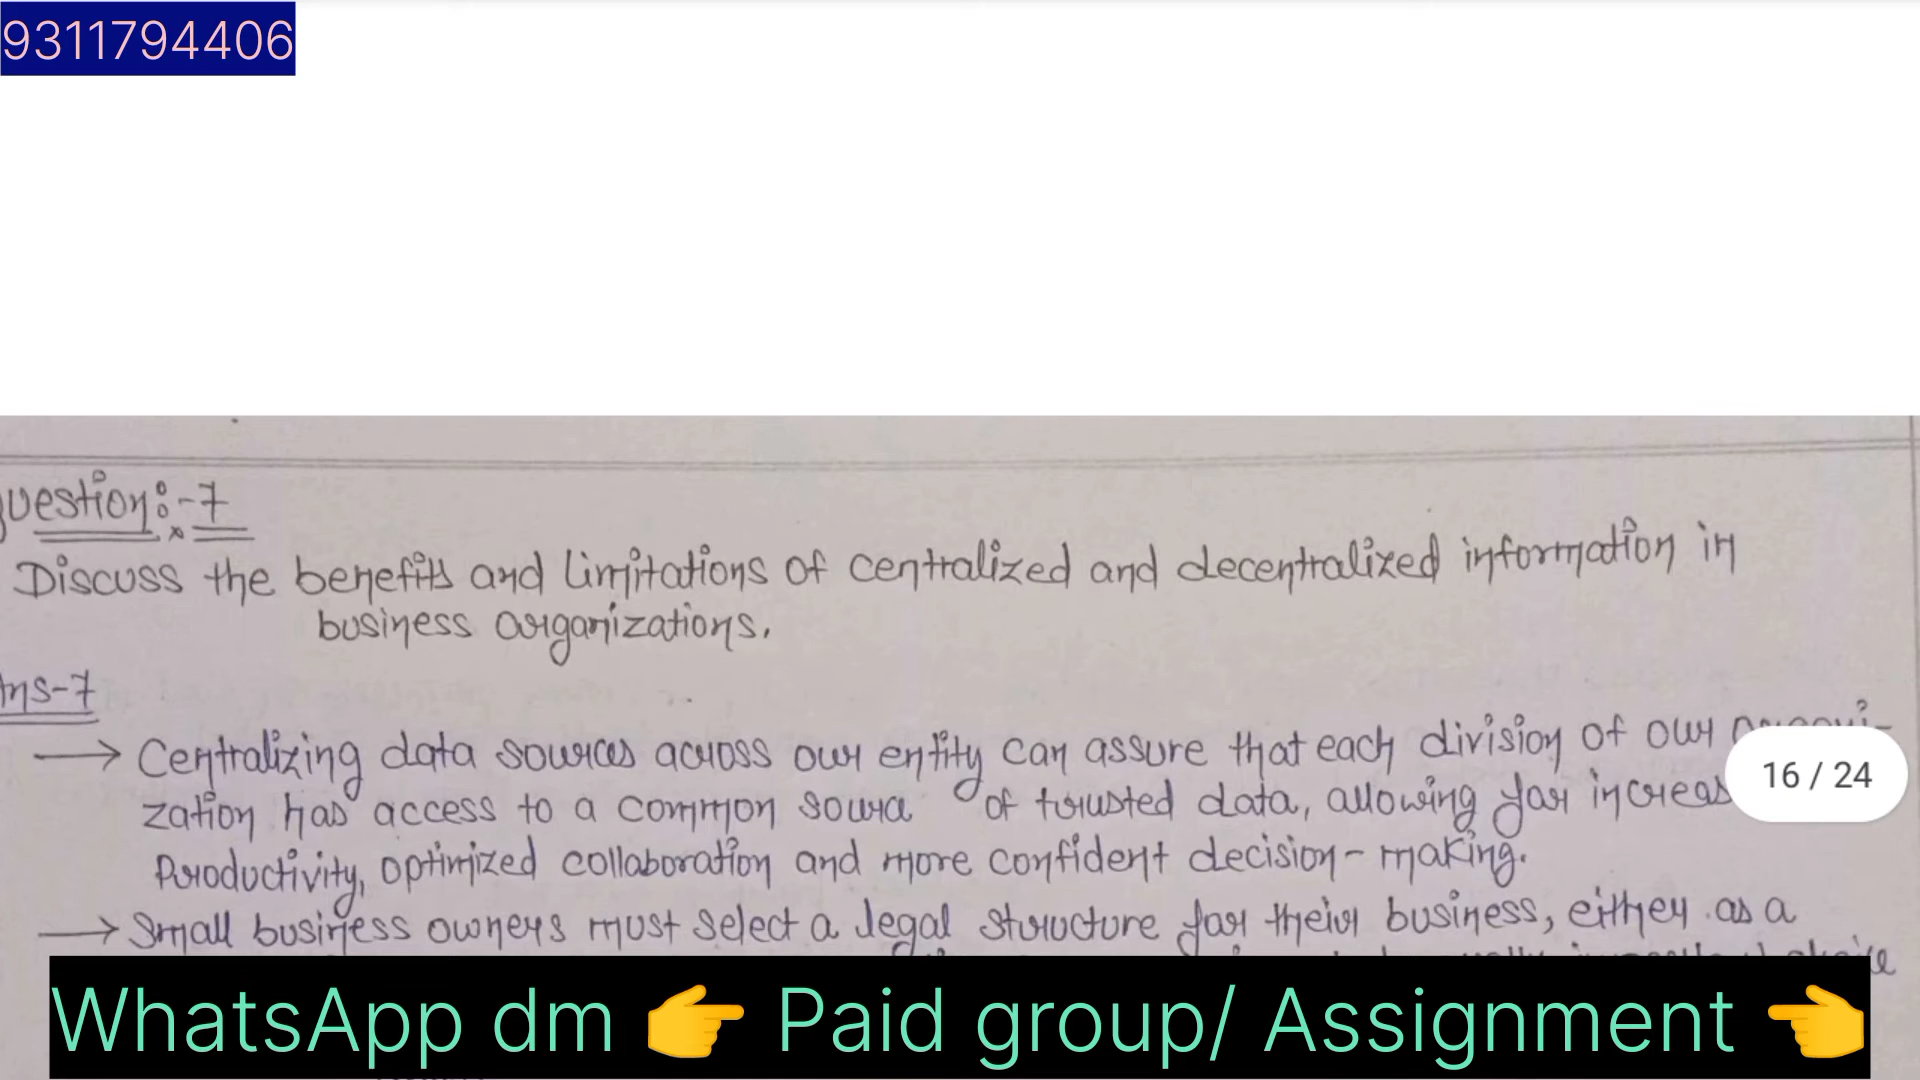 9311794406
uestion:-7
Discuss the benefits and limitations of centralized and decentralized information in
business organizations.
Ans-7
→ Centralizing data sources across our entity can assure that each division of our organi-
zation has access to a common source of trusted data, allowing for increas
16 / 24
Productivity, optimized collaboration and more confident decision-making.
→ Small business owners must select a legal structure for their business, either as a
WhatsApp dm 👉 Paid group/ Assignment 👈